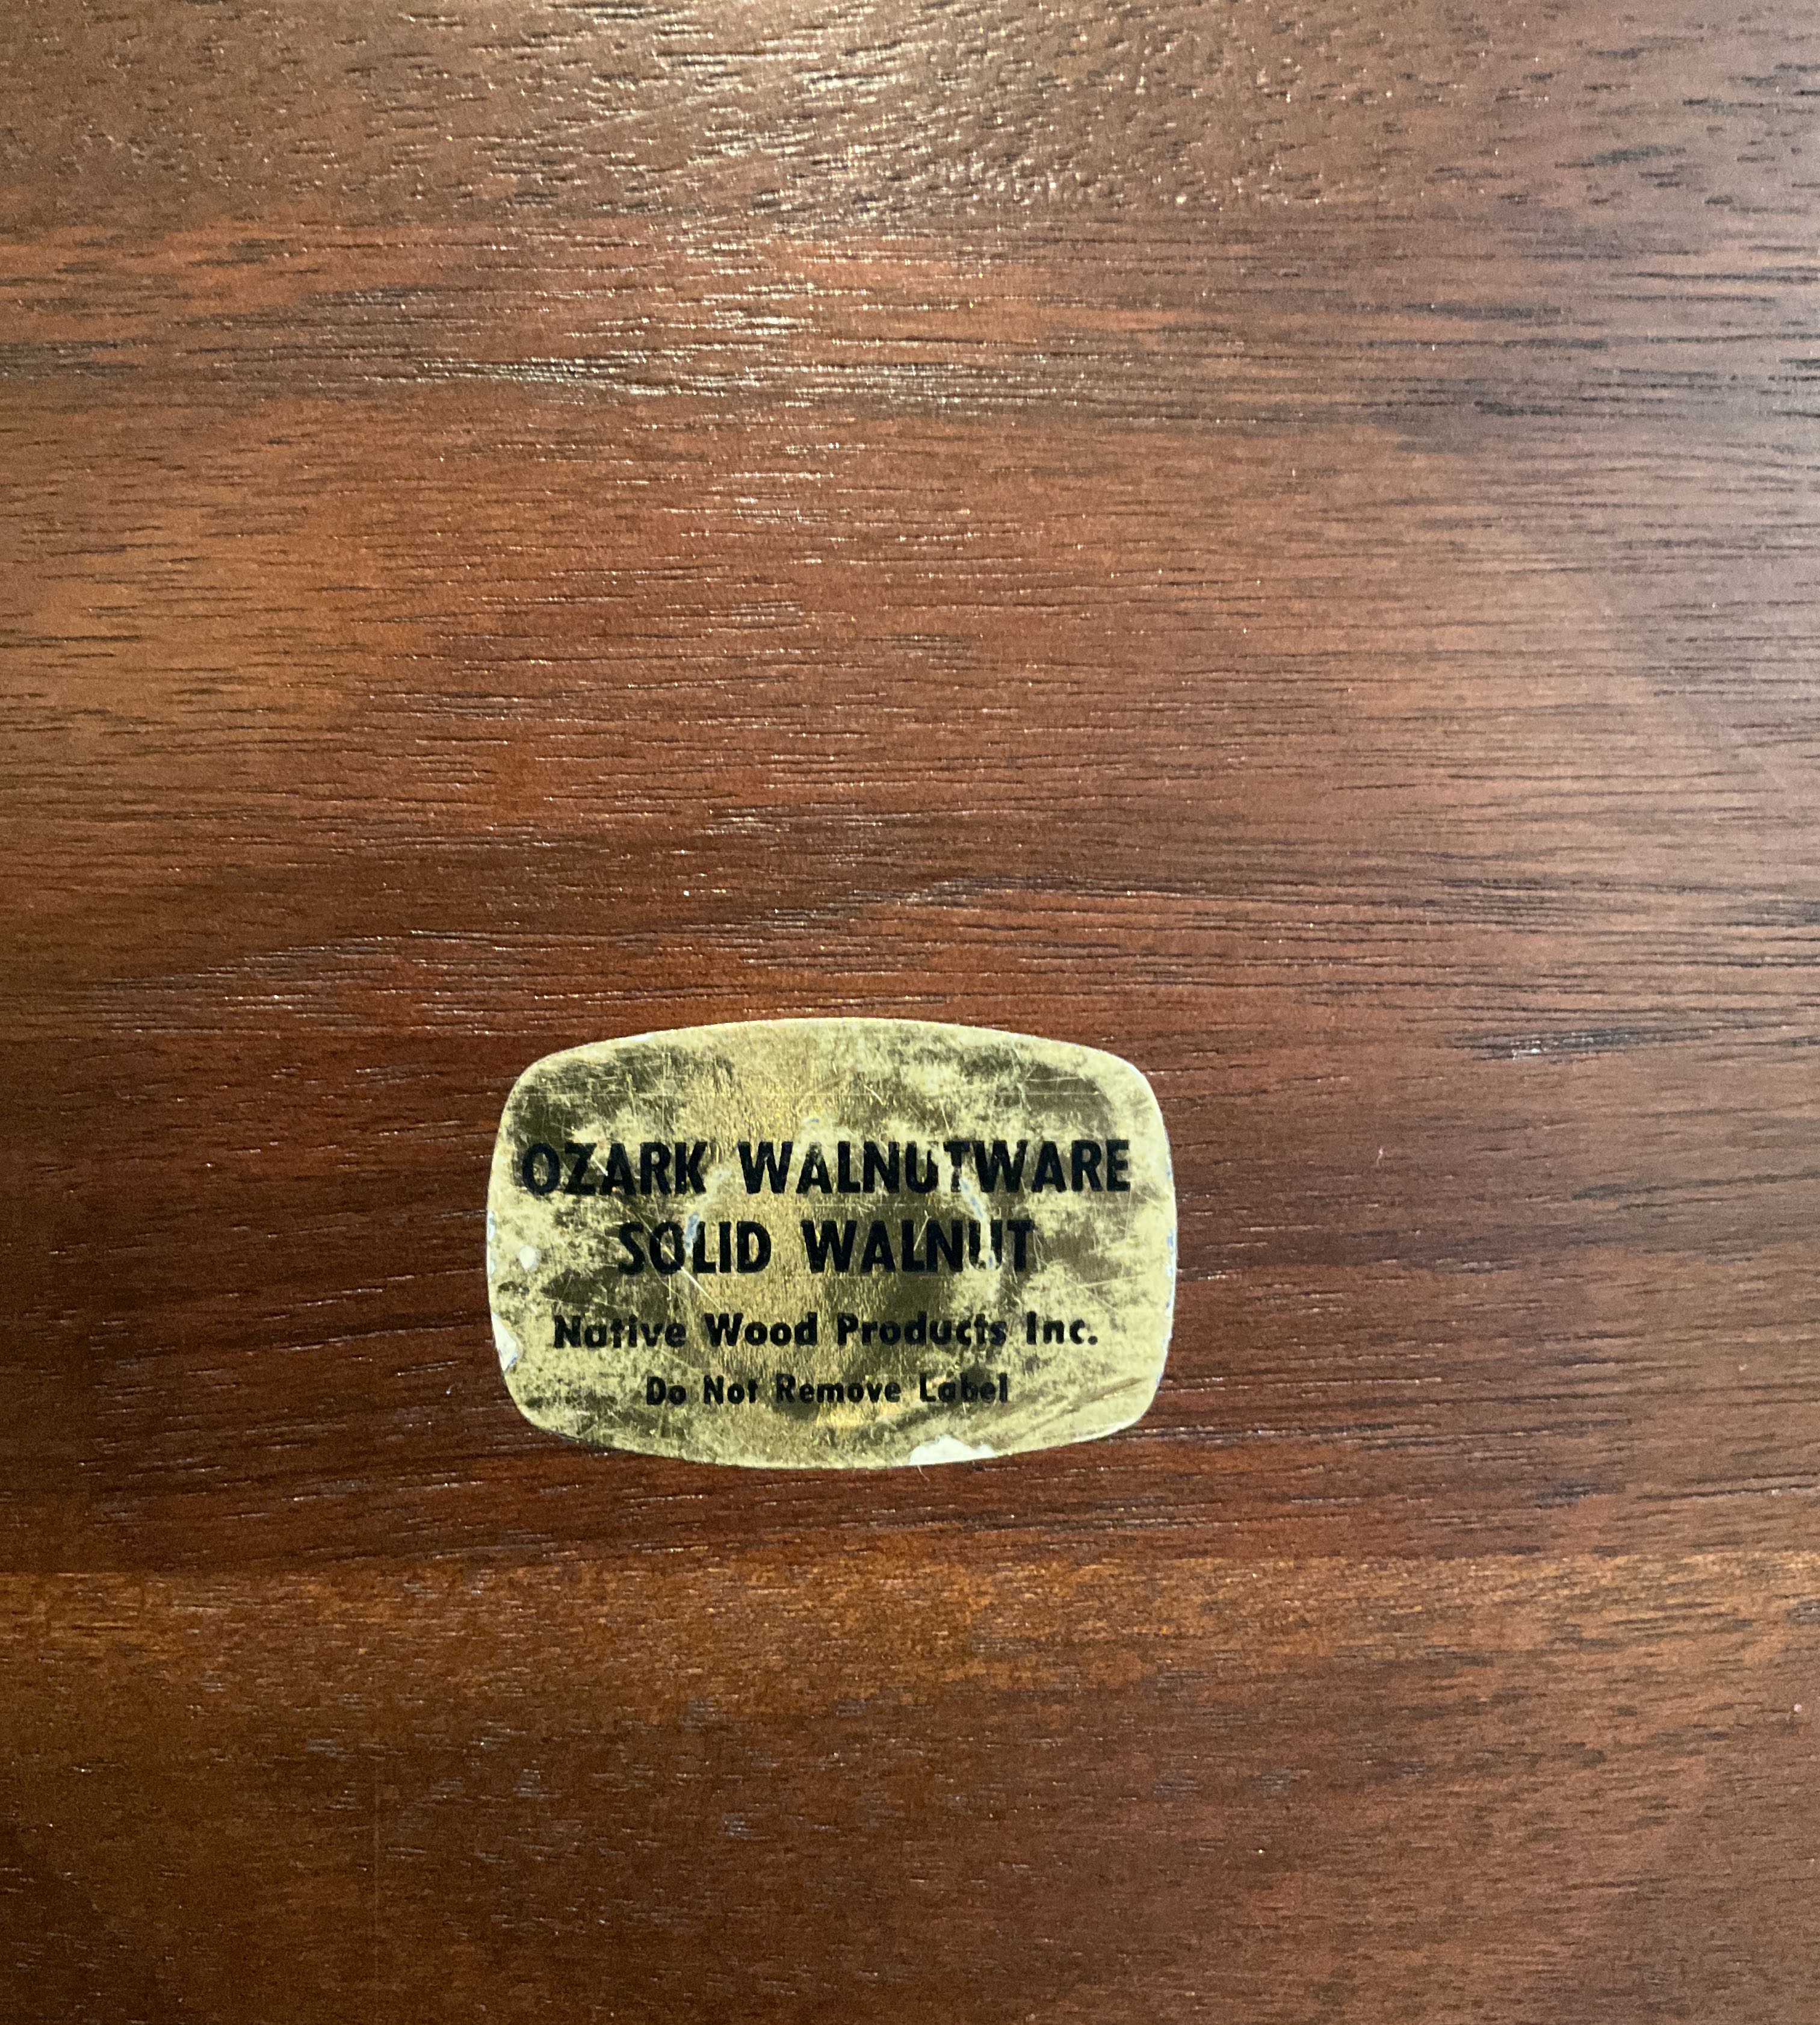 OZARK WALNUTWARE
SOLID WALNUT
Native Wood Products Inc.
Do Not Remove Label